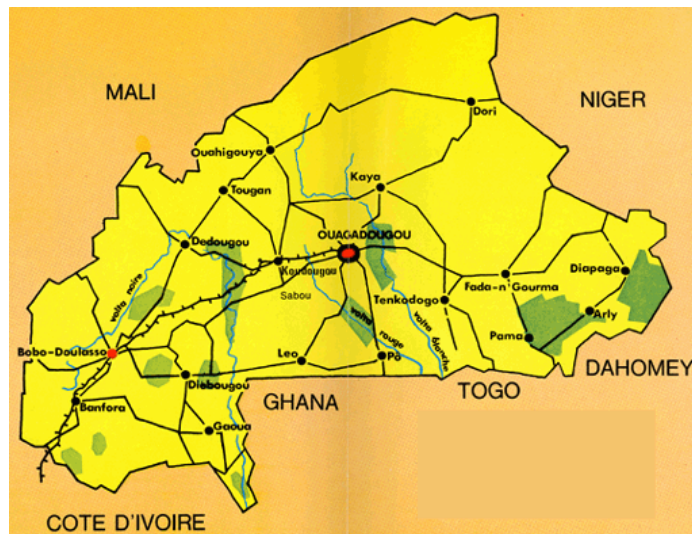 MALI
NIGER
Dori
Ouahigouya
Kaya
Tougan
OUAGADOUGOU
Dedougou
Koudougou
Diapaga
Fada-n Gourma
Sabou
Tenkodogo
volta noire
volta rouge
volta blanche
Arly
Pama
Bobo-Doulasso
Leo
Pô
DAHOMEY
Diebougou
TOGO
GHANA
Banfora
Gaoua
COTE D'IVOIRE